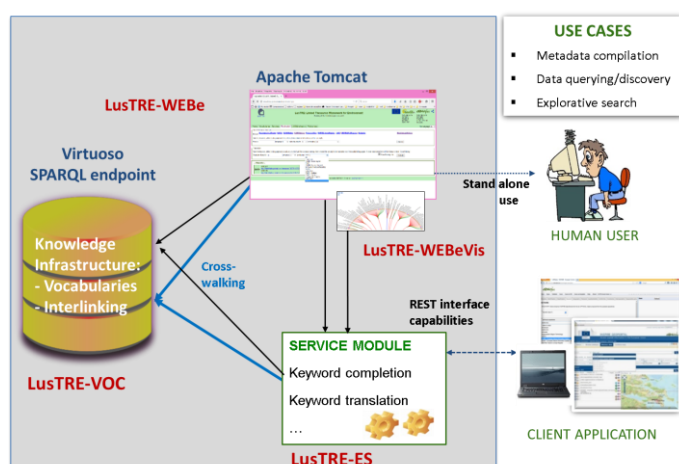 USE CASES
▪ Metadata compilation
▪ Data querying/discovery
▪ Explorative search
Apache Tomcat
LusTRE-WEBe
Virtuoso
SPARQL endpoint
Stand alone
use
HUMAN USER
Knowledge
Infrastructure:
- Vocabularies
- Interlinking
LusTRE-WEBeVis
Cross-
walking
REST interface
capabilities
SERVICE MODULE
Keyword completion
Keyword translation
...
LusTRE-VOC
LusTRE-ES
CLIENT APPLICATION